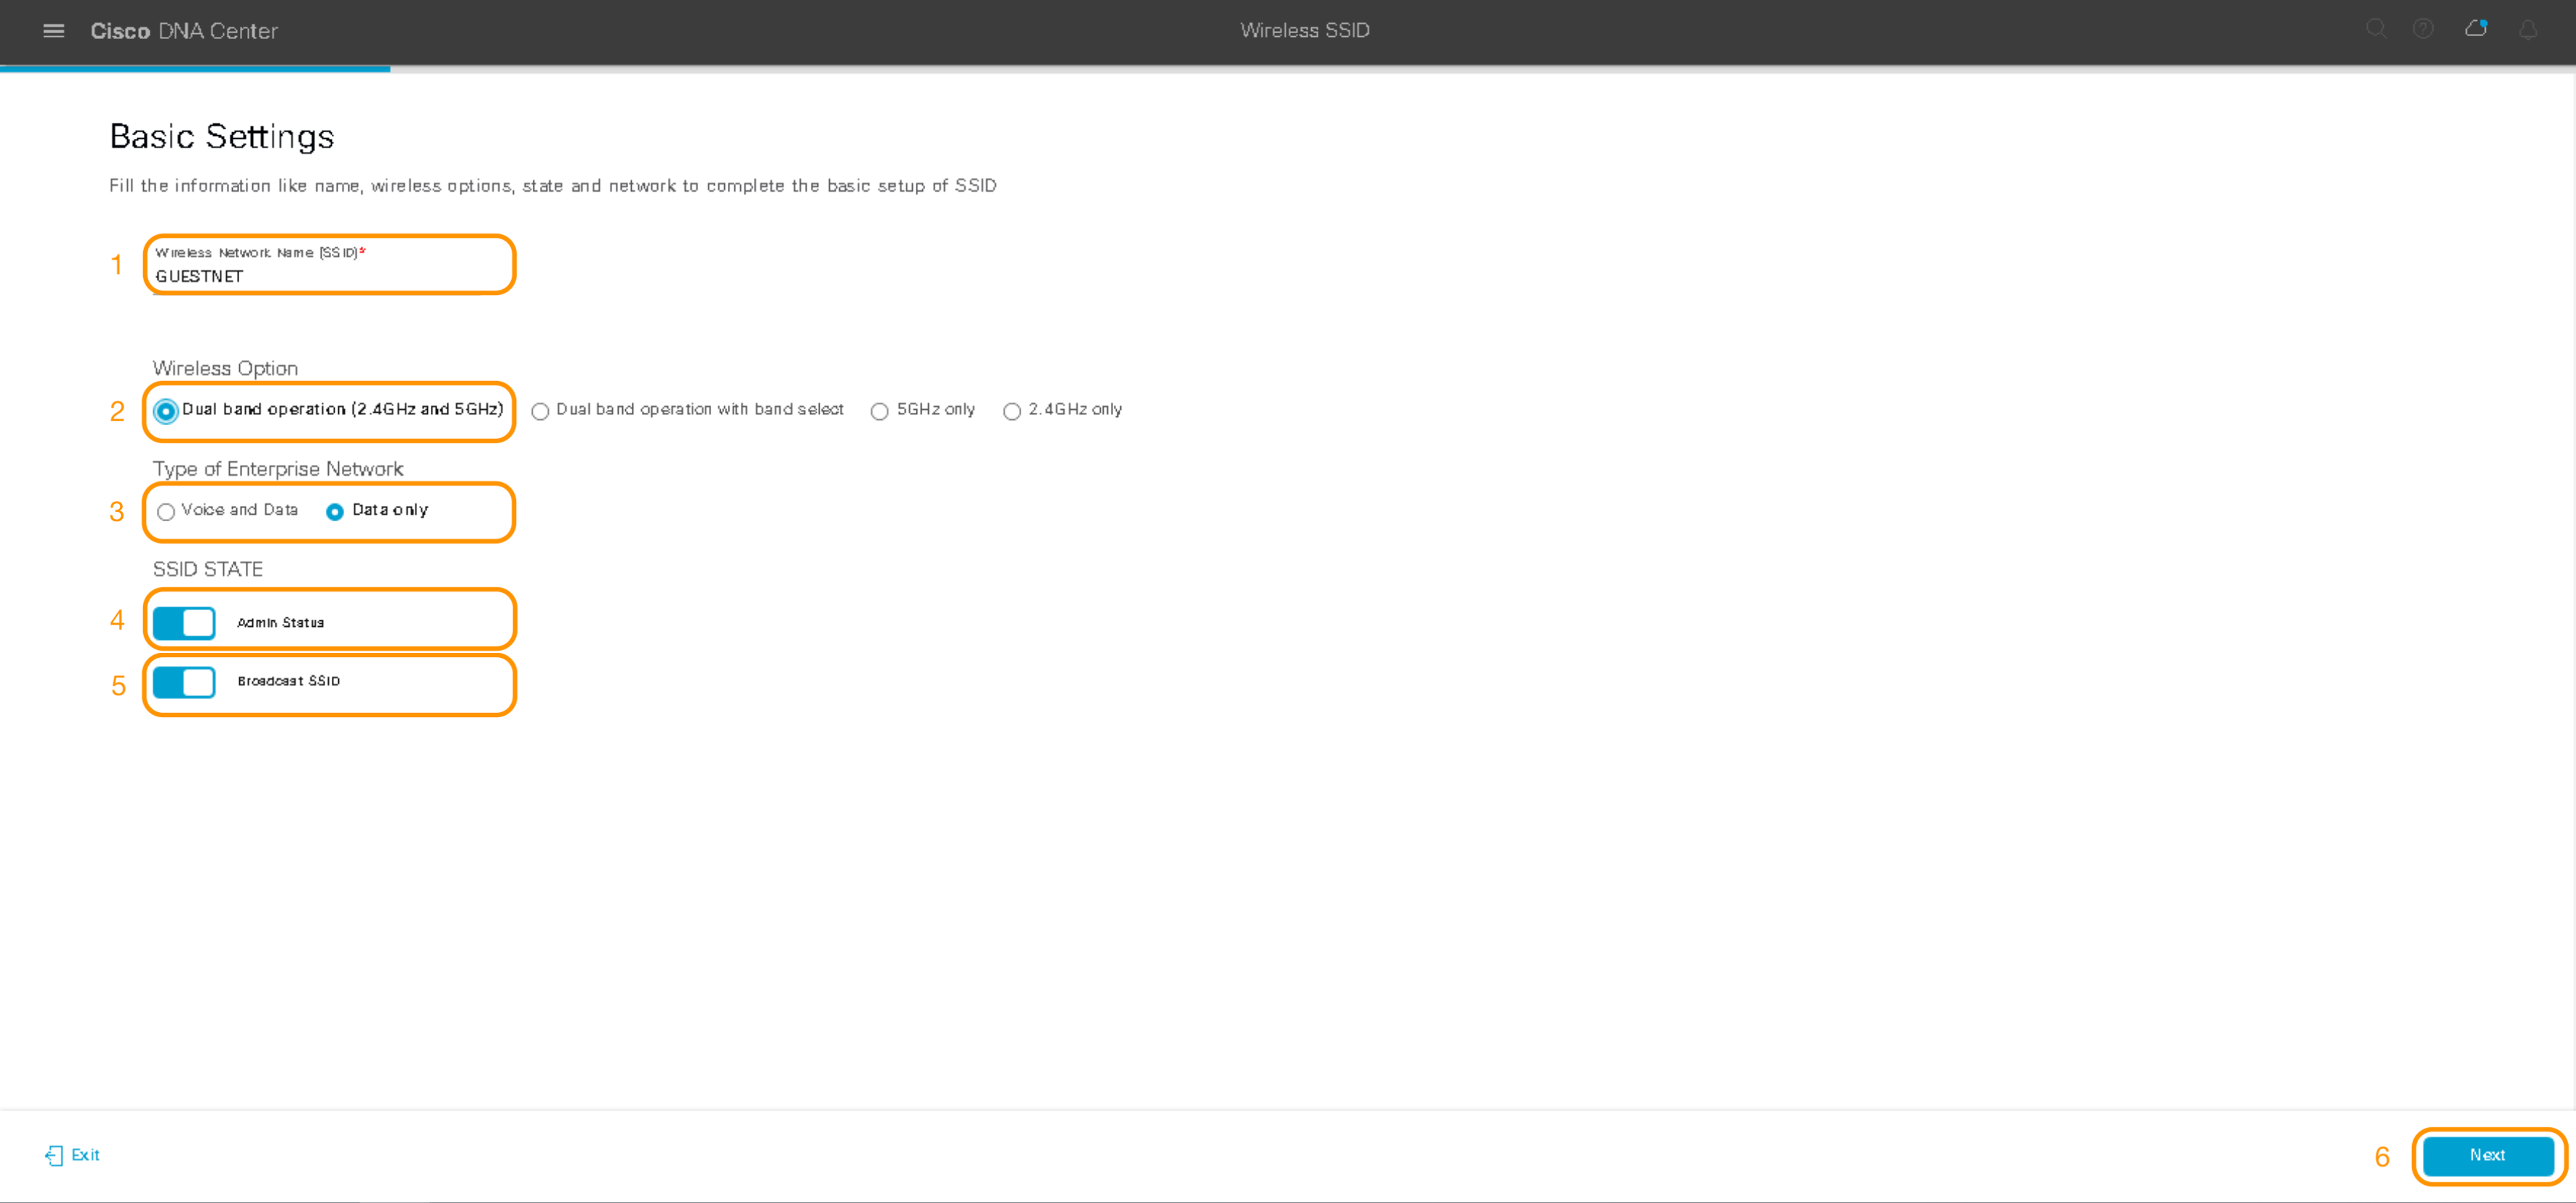 Cisco DNA Center
Wireless SSID
Basic Settings
Fill the information like name, wireless options, state and network to complete the basic setup of SSID
1
Wireless Network Name (SSID)*
GUESTNET
Wireless Option
2 Dual band operation (2.4GHz and 5GHz) Dual band operation with band select 5GHz only 2.4GHz only
Type of Enterprise Network
3 Voice and Data Data only
SSID STATE
4 Admin Status
5 Broadcast SSID
Exit
6 Next